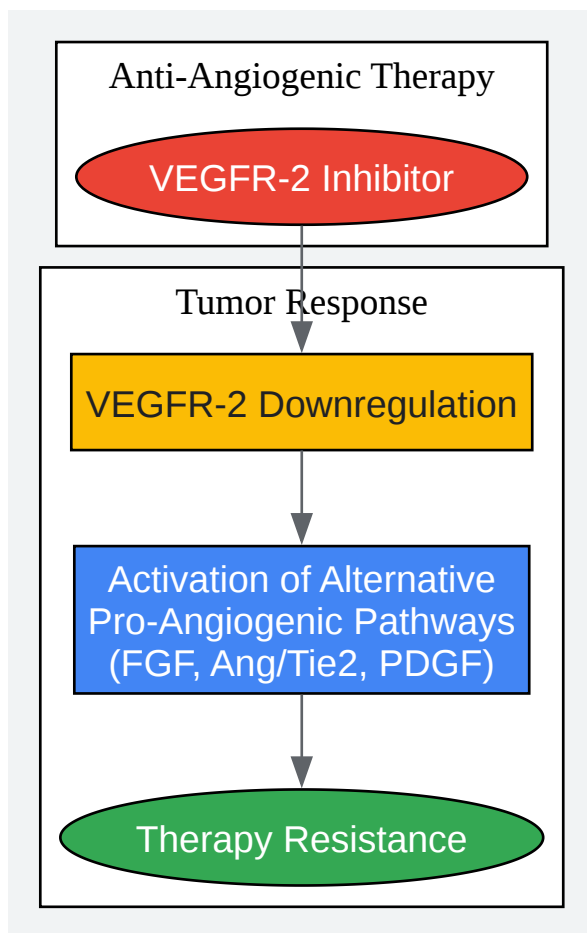 Anti-Angiogenic Therapy
VEGFR-2 Inhibitor
Tumor Response
VEGFR-2 Downregulation
Activation of Alternative
Pro-Angiogenic Pathways
(FGF, Ang/Tie2, PDGF)
Therapy Resistance